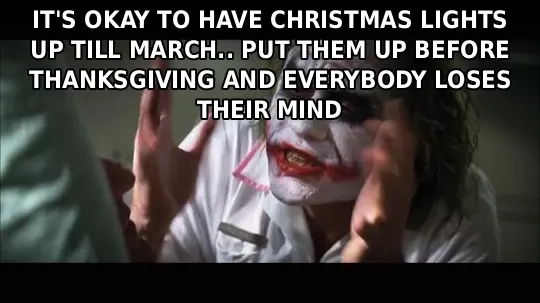 IT'S OKAY TO HAVE CHRISTMAS LIGHTS
UP TILL MARCH.. PUT THEM UP BEFORE
THANKSGIVING AND EVERYBODY LOSES
THEIR MIND